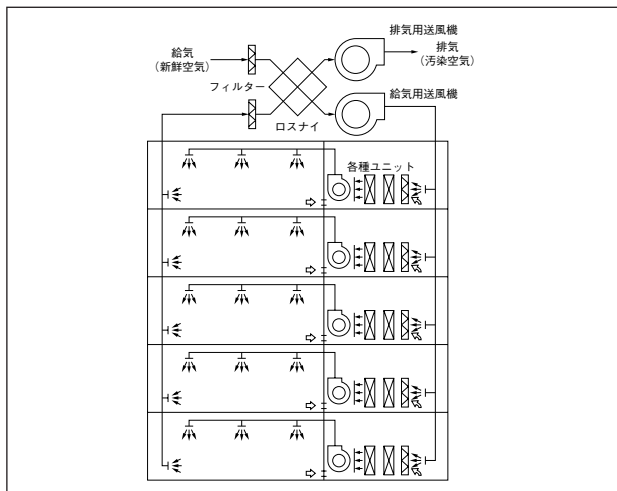 排気用送風機
給気
(新鮮空気)
排気
(汚染空気)
フィルター
給気用送風機
ロスナイ
各種ユニット